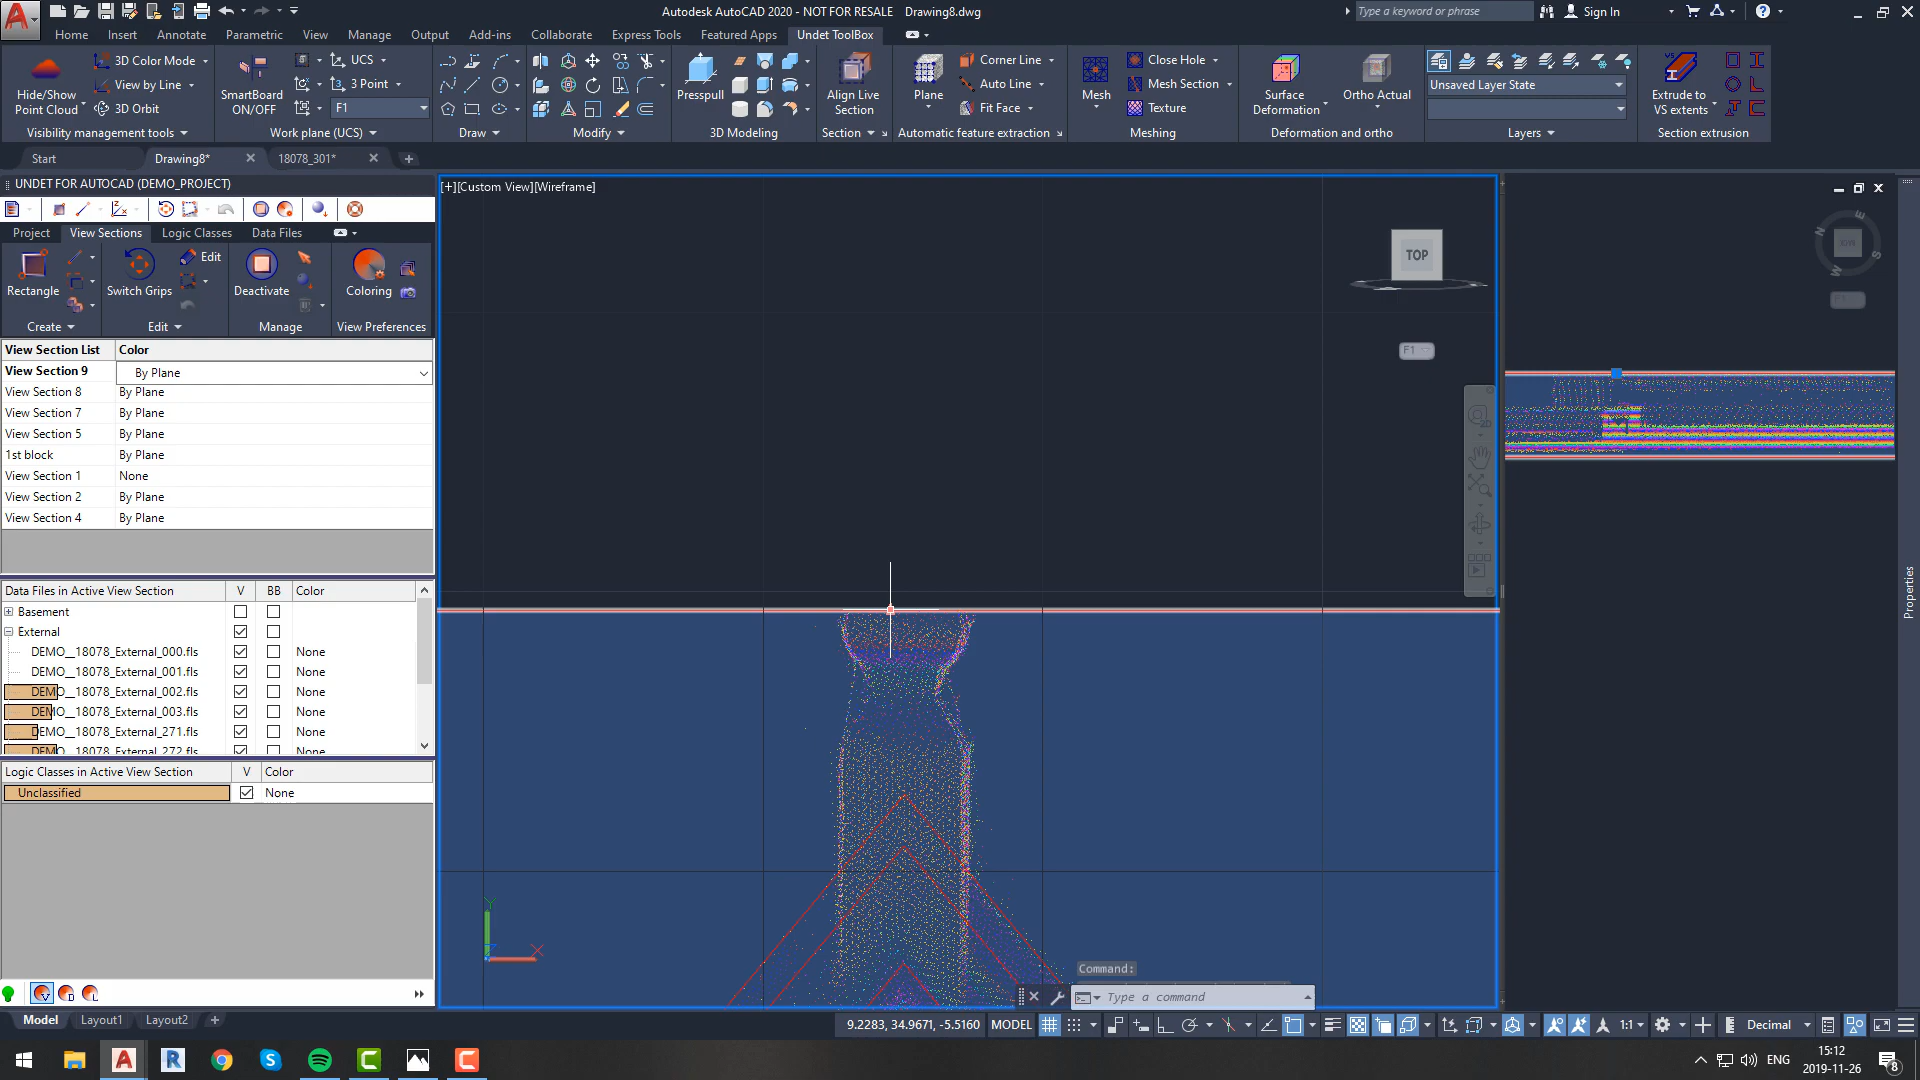 Autodesk AutoCAD 2020 - NOT FOR RESALE Drawing8.dwg
Type a keyword or phrase
Sign In
Home Insert Annotate Parametric View Manage Output Add-ins Collaborate Express Tools Featured Apps Undet ToolBox
Hide/Show
Point Cloud
3D Color Mode
View by Line
3D Orbit
Visibility management tools
SmartBoard
ON/OFF
UCS
3 Point
F1
Work plane (UCS)
Draw
Modify
Presspull
3D Modeling
Align Live
Section
Section
Plane
Corner Line
Auto Line
Fit Face
Automatic feature extraction
Mesh
Close Hole
Mesh Section
Texture
Meshing
Surface
Deformation
Ortho Actual
Deformation and ortho
Unsaved Layer State
Layers
Extrude to
VS extents
Section extrusion
Start Drawing8* 18078_301*
UNDET FOR AUTOCAD (DEMO_PROJECT)
Project View Sections Logic Classes Data Files
Rectangle
Create
Switch Grips
Edit
Edit
Deactivate
Manage
Coloring
View Preferences
View Section List Color
View Section 9 By Plane
View Section 8 By Plane
View Section 7 By Plane
View Section 5 By Plane
1st block By Plane
View Section 1 None
View Section 2 By Plane
View Section 4 By Plane
Data Files in Active View Section V BB Color
Basement
External
DEMO__18078_External_000.fls None
DEMO__18078_External_001.fls None
DEMO__18078_External_002.fls None
DEMO__18078_External_003.fls None
DEMO__18078_External_271.fls None
DEMO__18078_External_272.fls None
Logic Classes in Active View Section V Color
Unclassified None
[+][Custom View][Wireframe]
TOP
F1
2D
Y
X
E
N
S
W
F1
Properties
Command:
Type a command
Model Layout1 Layout2
9.2283, 34.9671, -5.5160 MODEL
1:1
Decimal
ENG
15:12
2019-11-26
8